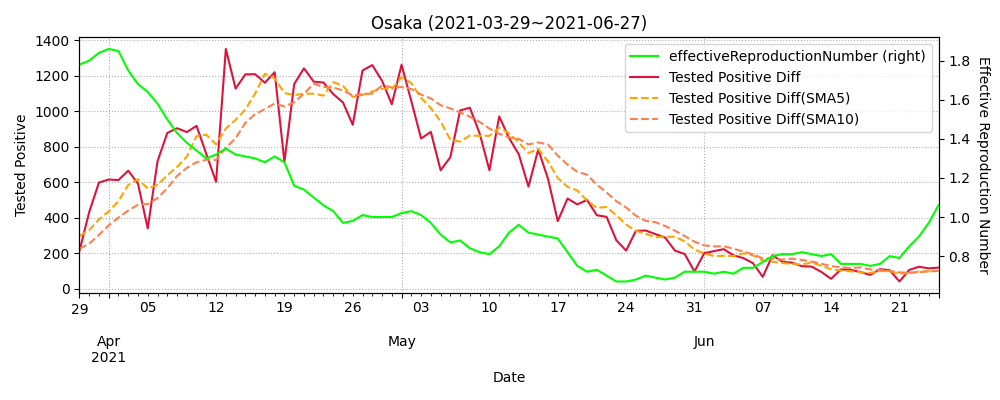 Osaka (2021-03-29~2021-06-27)
effectiveReproductionNumber (right)
Tested Positive Diff
Tested Positive Diff(SMA5)
Tested Positive Diff(SMA10)
Tested Positive
1400
1200
1000
800
600
400
200
0
1.8
1.6
1.4
1.2
1.0
0.8
Effective Reproduction Number
29 05 12 19 26 03 10 17 24 31 07 14 21
Apr May Jun
2021
Date